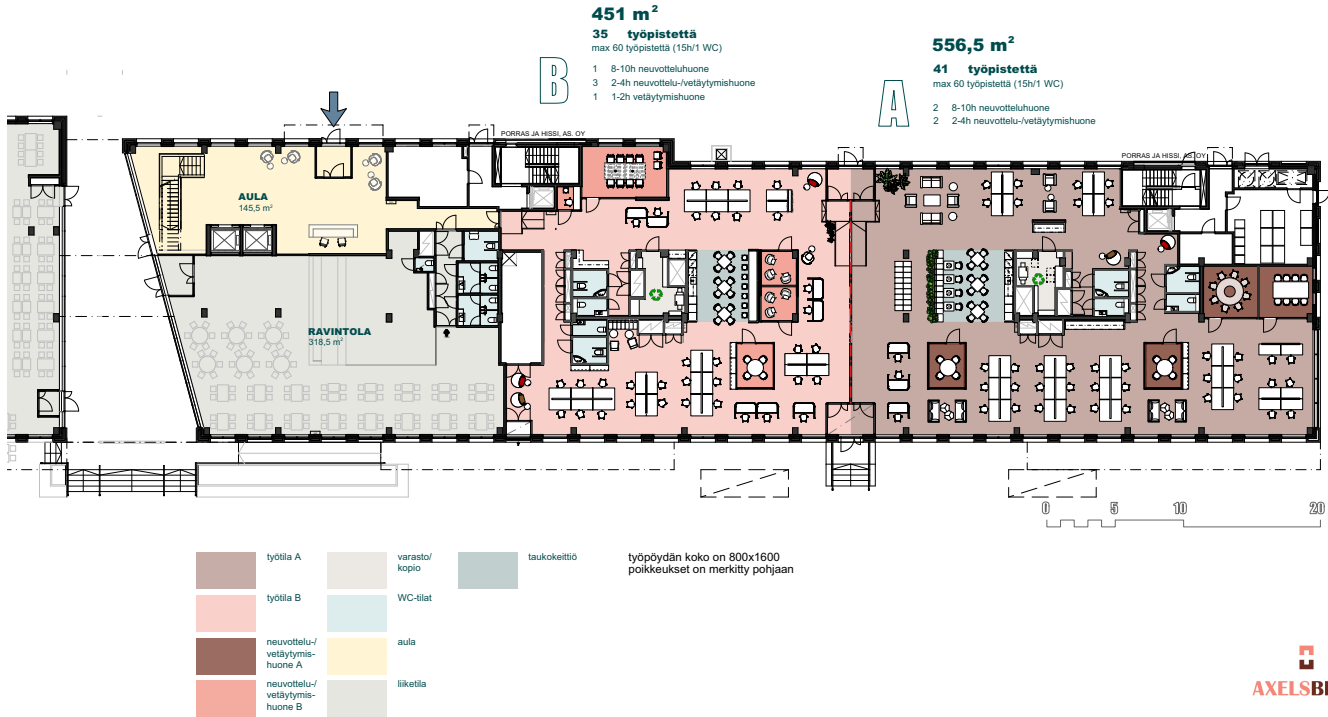 451 m²
35 työpistettä
max 60 työpistettä (15h/1 WC)
1 8-10h neuvotteluhuone
3 2-4h neuvottelu-/vetäytymishuone
1 1-2h vetäytymishuone
B
556,5 m²
41 työpistettä
max 60 työpistettä (15h/1 WC)
2 8-10h neuvotteluhuone
2 2-4h neuvottelu-/vetäytymishuone
A
PORRAS JA HISSI, AS. OY
PORRAS JA HISSI, AS. OY
AULA
145,5 m²
RAVINTOLA
318,5 m²
0 5 10 20
työtila A
työtila B
neuvottelu-/
vetäytymis-
huone A
neuvottelu-/
vetäytymis-
huone B
varasto/
kopio
WC-tilat
aula
liiketila
taukokeittiö
työpöydän koko on 800x1600
poikkeukset on merkitty pohjaan
AXELSB